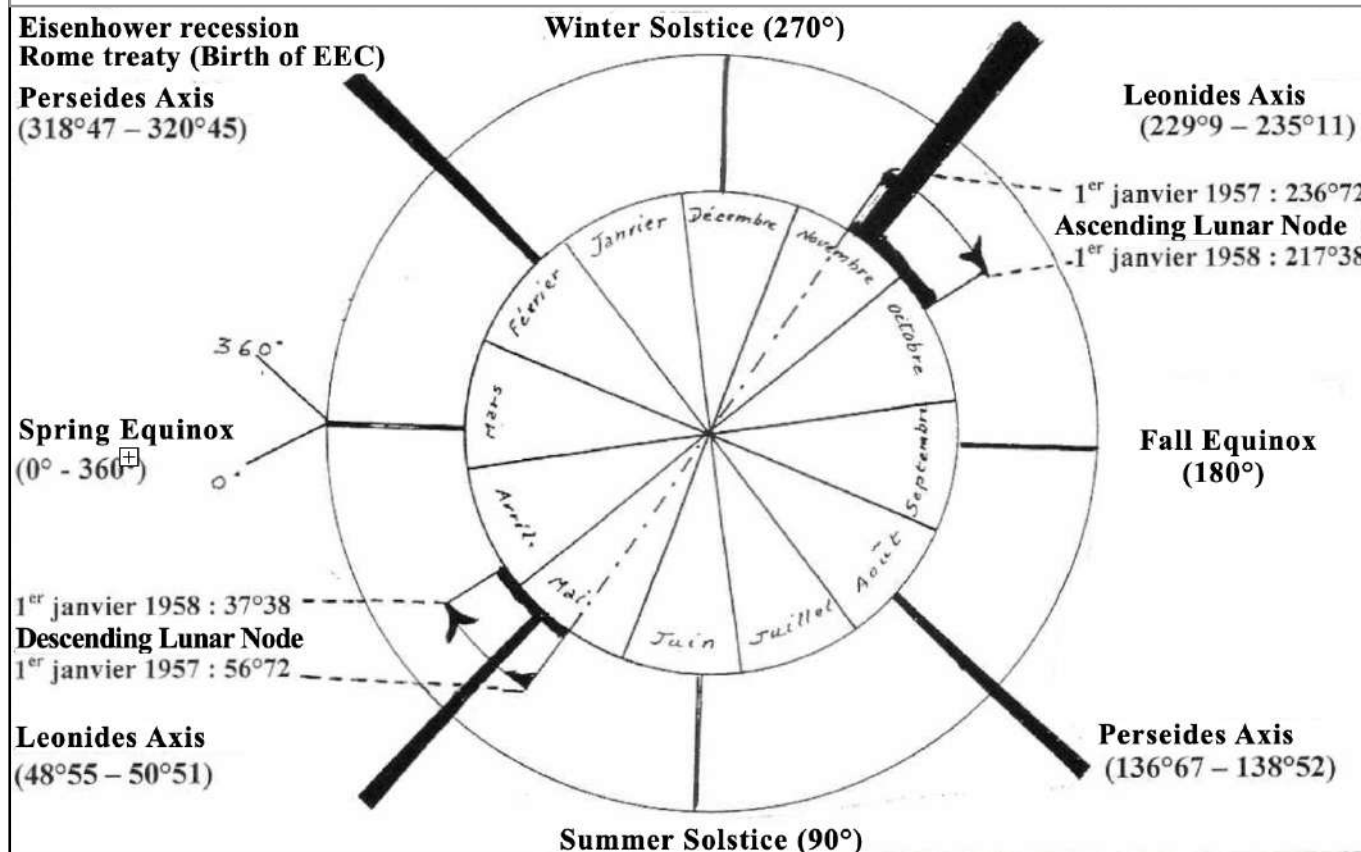 Eisenhower recession
Rome treaty (Birth of EEC)
Winter Solstice (270°)
Perseides Axis
(318°47 – 320°45)
Leonides Axis
(229°9 – 235°11)
1er janvier 1957 : 236°72
Ascending Lunar Node
-1er janvier 1958 : 217°38
Janvier
Décembre
Novembre
Février
Octobre
360°
Mars
Septembre
Spring Equinox
(0° - 360°)
0°
Fall Equinox
(180°)
Avril.
Août
Mai.
Juin
Juillet
1er janvier 1958 : 37°38
Descending Lunar Node
1er janvier 1957 : 56°72
Leonides Axis
(48°55 – 50°51)
Perseides Axis
(136°67 – 138°52)
Summer Solstice (90°)